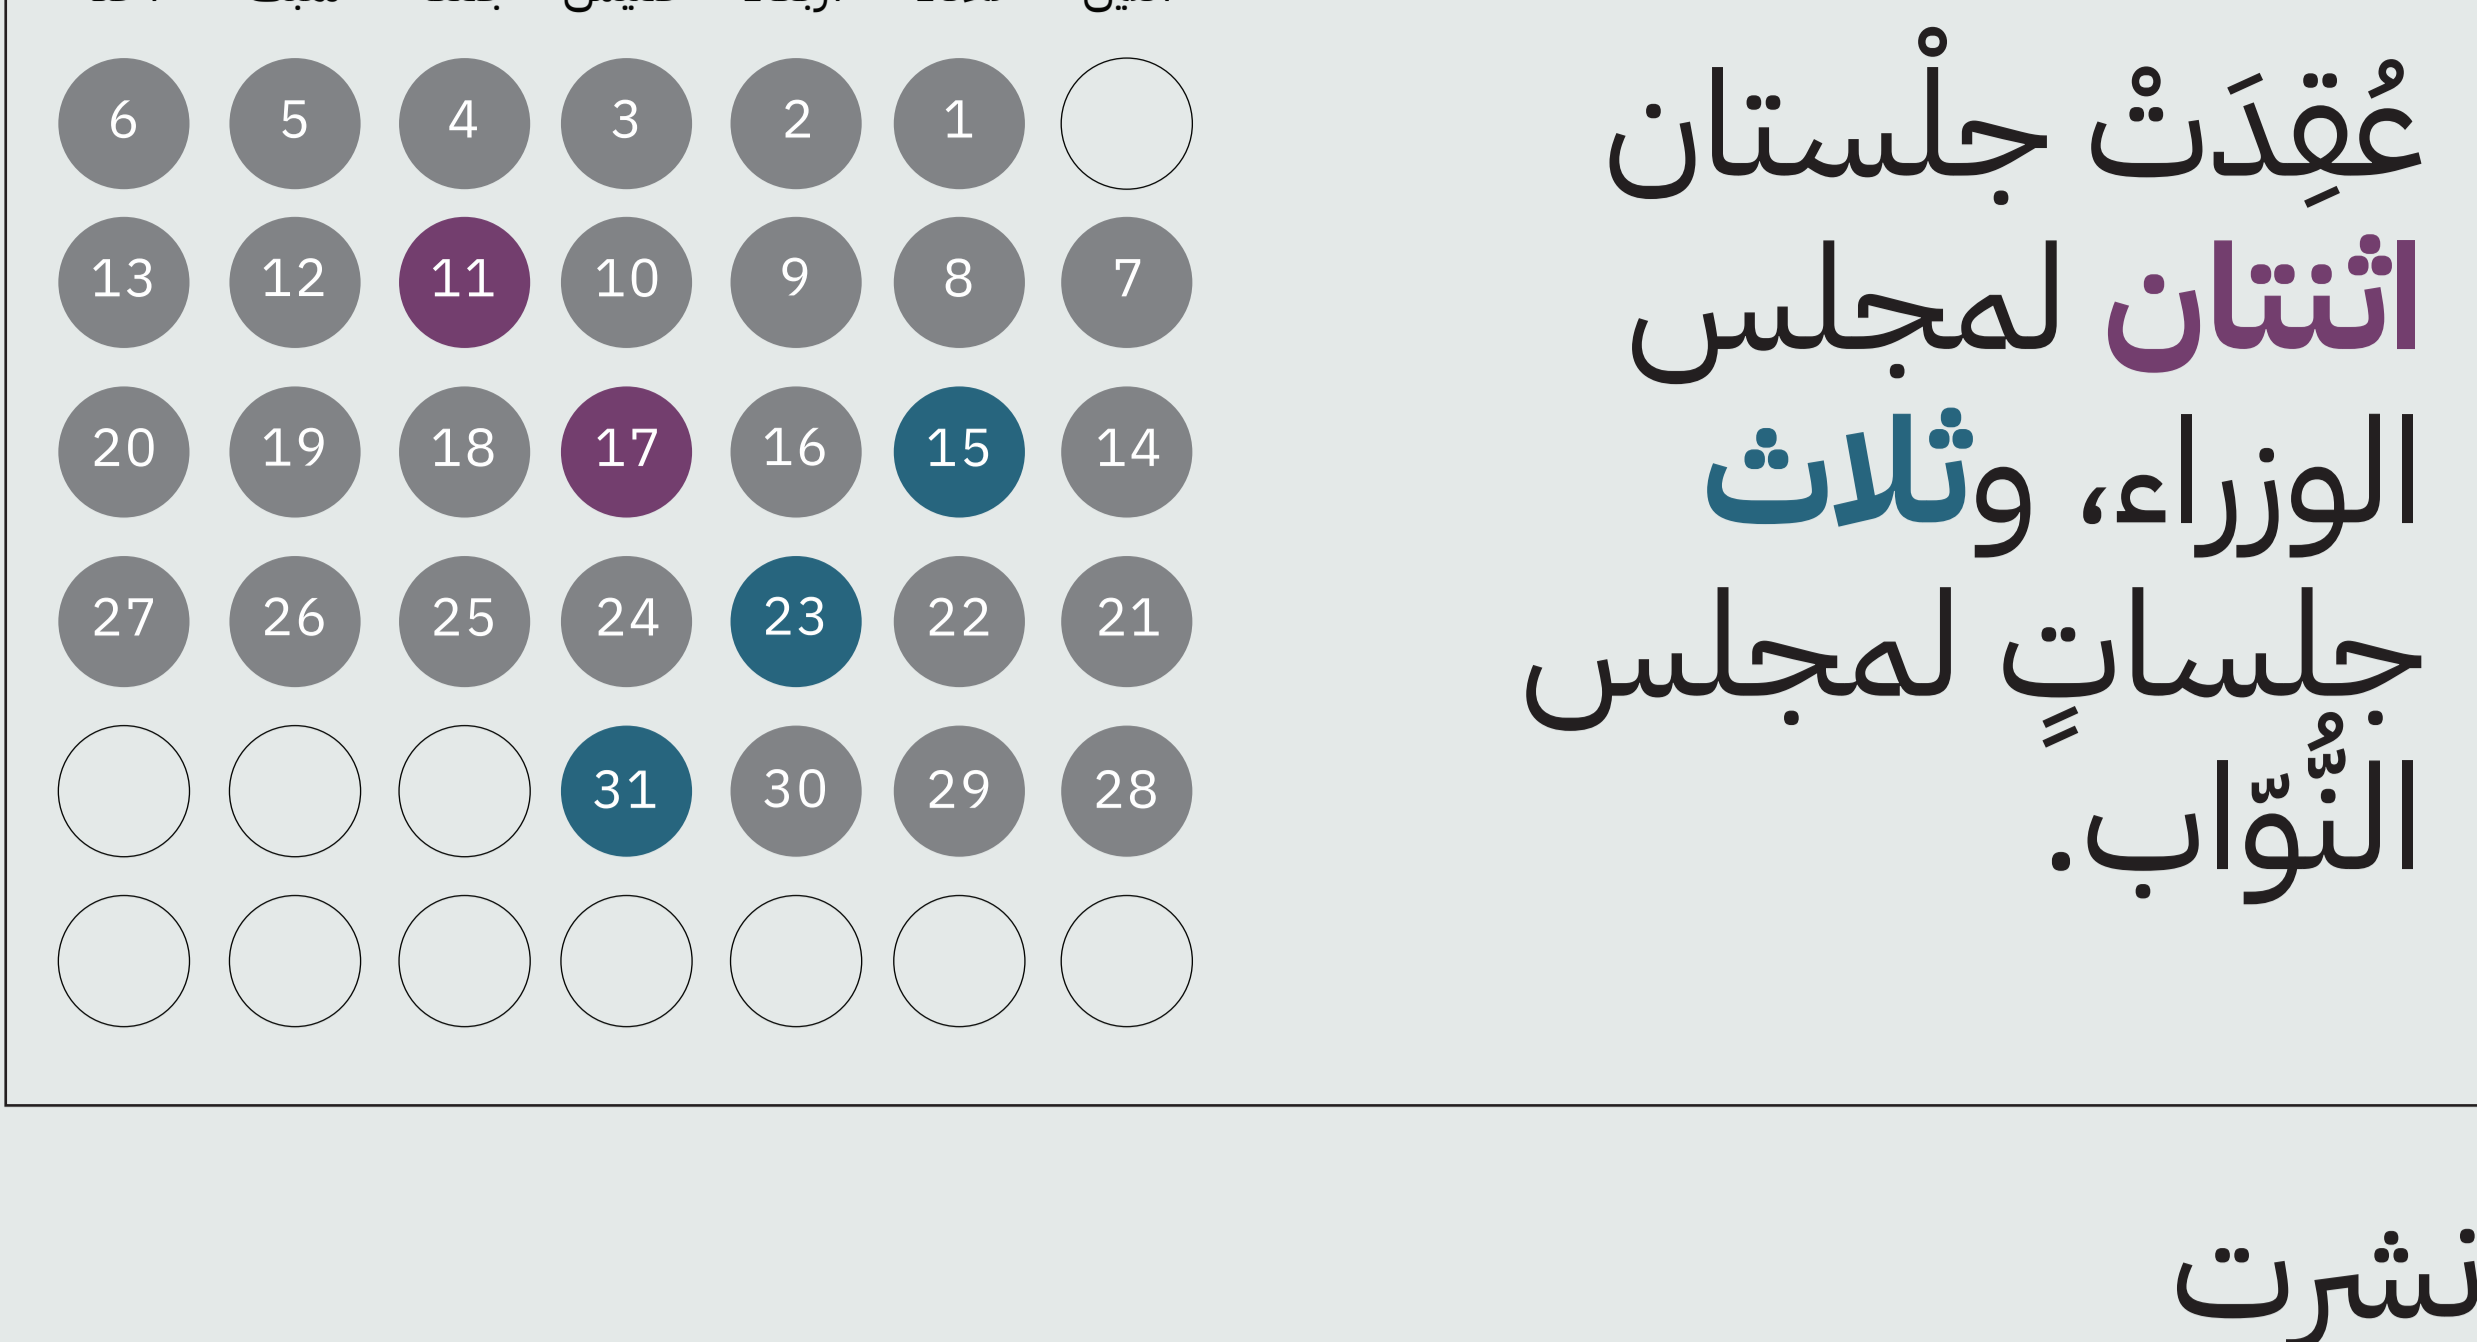 عُقِدَتْ جلْستان
اثنتان لمجلس
الوزراء، وثلاث
جلساتٍ لمجلس
النُّوّاب.
1 2 3 4 5 6
7 8 9 10 11 12 13
14 15 16 17 18 19 20
21 22 23 24 25 26 27
28 29 30 31
نشرت